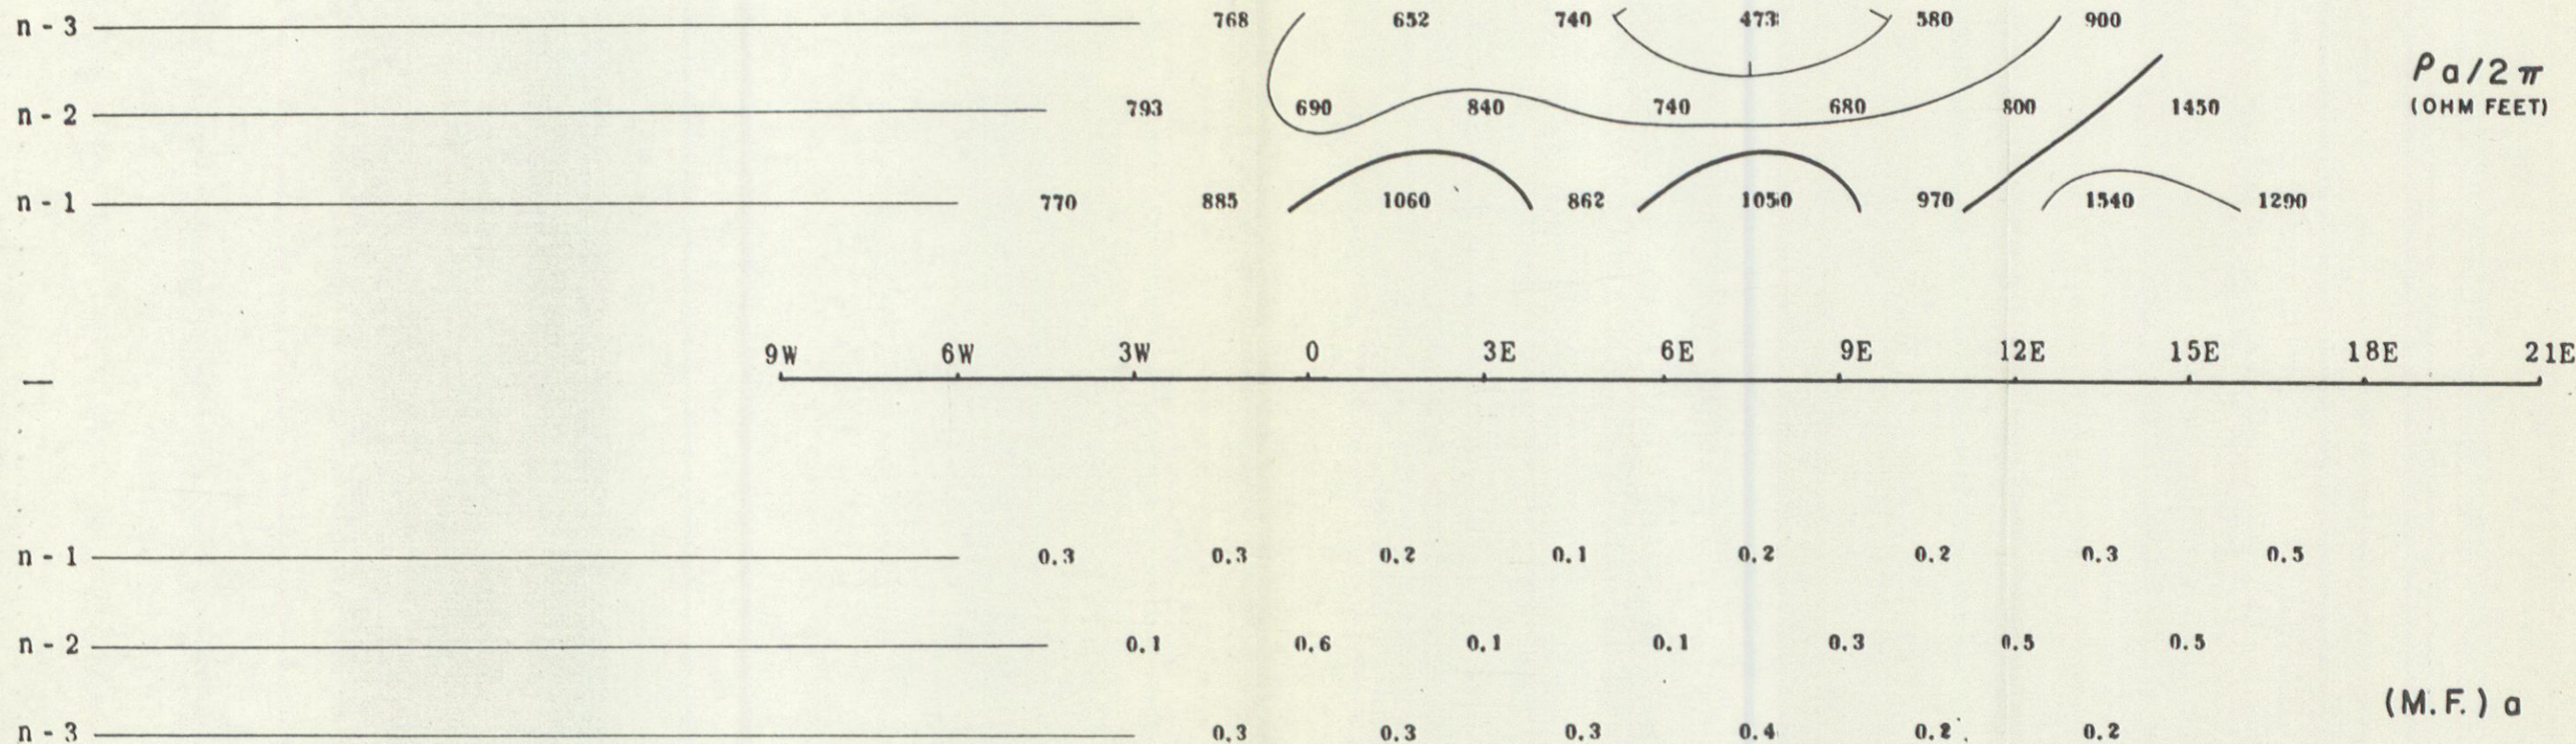 n - 3 768 652 740 473 580 900
ρa/2π
(OHM FEET)
n - 2 793 690 840 740 680 800 1450
n - 1 770 885 1060 862 1050 970 1540 1290
9W 6W 3W 0 3E 6E 9E 12E 15E 18E 21E
n - 1 0.3 0.3 0.2 0.1 0.2 0.2 0.3 0.5
n - 2 0.1 0.6 0.1 0.1 0.3 0.5 0.5
(M.F.) a
n - 3 0.3 0.3 0.3 0.4 0.2 0.2